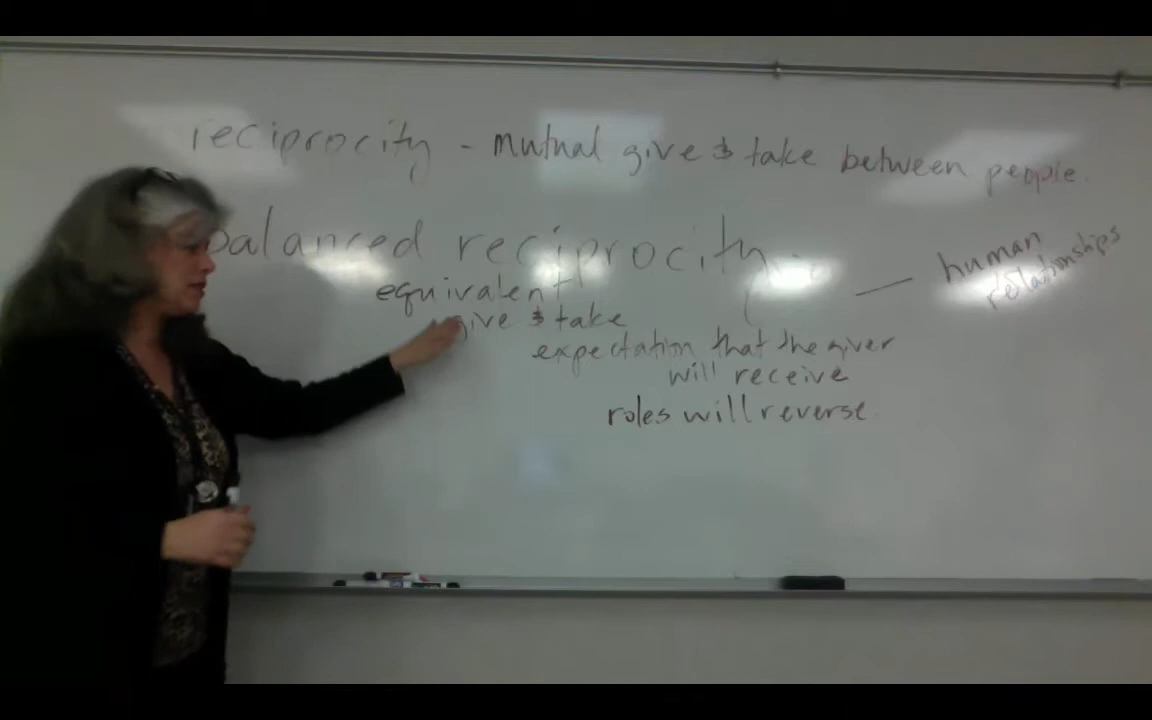 reciprocity - mutual give & take between people.
balanced reciprocity
human
relationships
equivalent
give & take
expectation that the giver
will receive
roles will reverse.